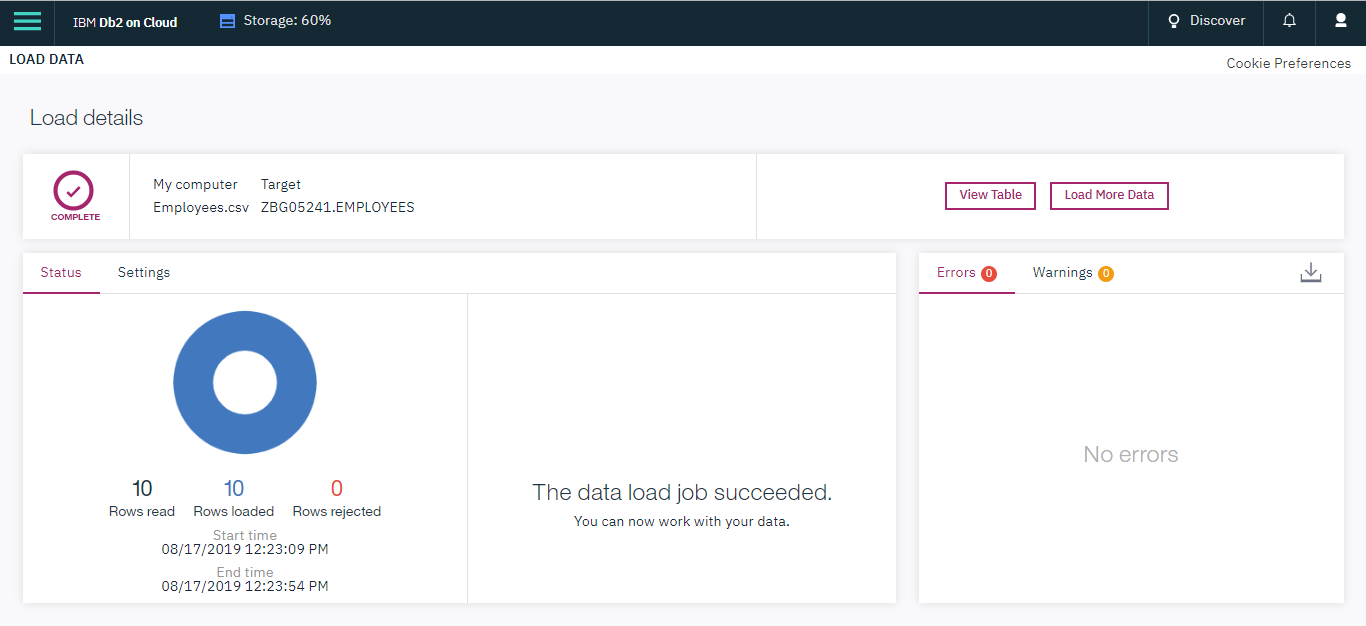 IBM Db2 on Cloud
Storage: 60%
Discover
LOAD DATA
Cookie Preferences
Load details
COMPLETE
My computer Target
Employees.csv ZBG05241.EMPLOYEES
View Table
Load More Data
Status
Settings
10
Rows read
10
Rows loaded
0
Rows rejected
Start time
08/17/2019 12:23:09 PM
End time
08/17/2019 12:23:54 PM
The data load job succeeded.
You can now work with your data.
Errors 0
Warnings 0
No errors